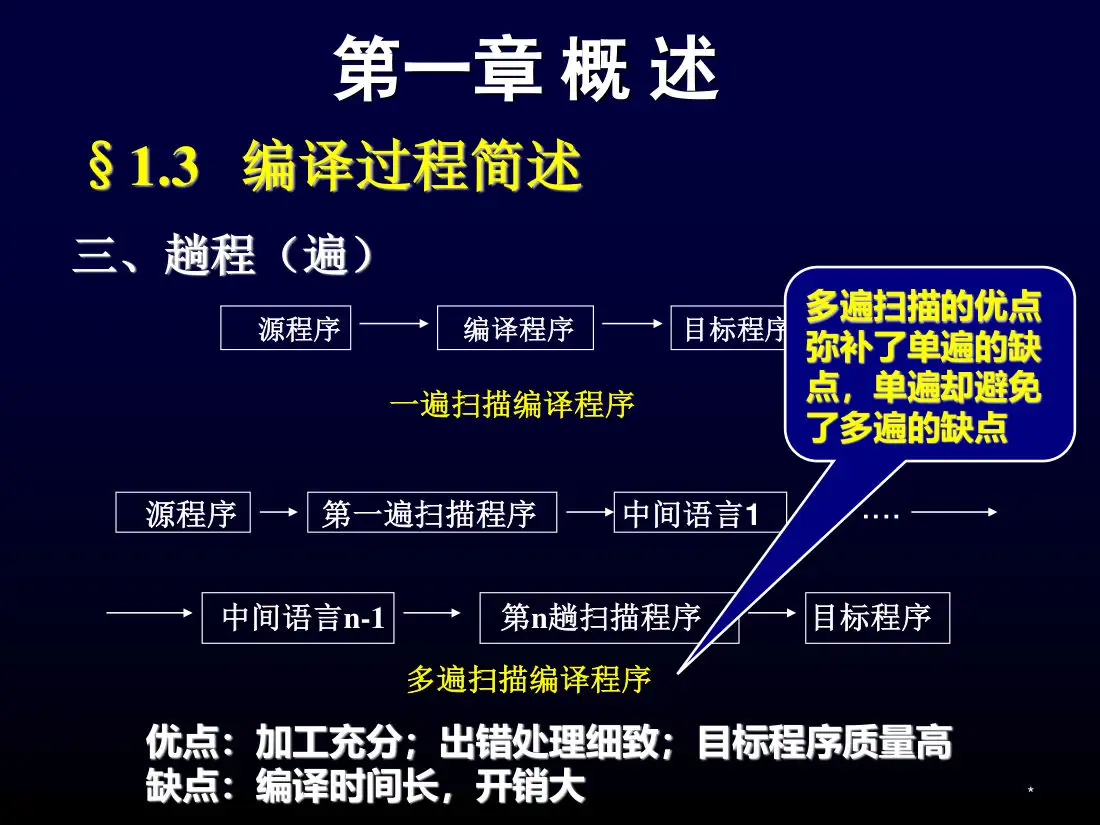 第一章 概 述
§1.3 编译过程简述
三、趟程（遍）
源程序 编译程序 目标程序
一遍扫描编译程序
多遍扫描的优点
弥补了单遍的缺
点，单遍却避免
了多遍的缺点
源程序 第一遍扫描程序 中间语言1 ....
中间语言n-1 第n趟扫描程序 目标程序
多遍扫描编译程序
优点：加工充分；出错处理细致；目标程序质量高
缺点：编译时间长，开销大
*